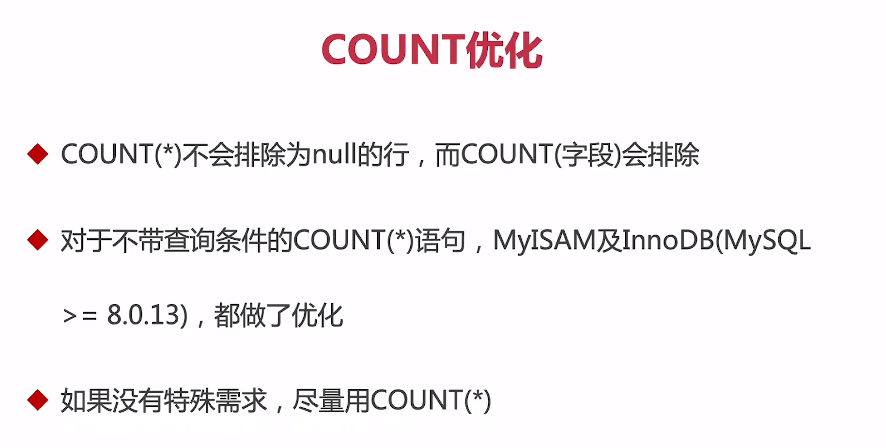 COUNT优化
COUNT(*)不会排除为null的行，而COUNT(字段)会排除
对于不带查询条件的COUNT(*)语句，MyISAM及InnoDB(MySQL
>= 8.0.13)，都做了优化
如果没有特殊需求，尽量用COUNT(*)